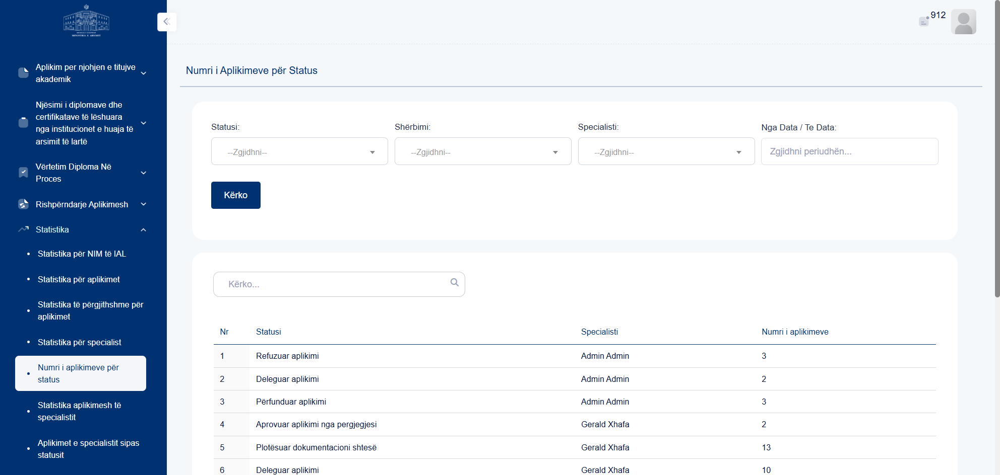 MINISTRIA E ARSIMIT
912
Aplikim per njohjen e titujve
akademik
Njësimi i diplomave dhe
certifikatave të lëshuara
nga institucionet e huaja të
arsimit të lartë
Vërtetim Diploma Në
Proces
Rishpërndarje Aplikimesh
Statistika
Statistika për NIM të IAL
Statistika për aplikimet
Statistika të përgjithshme për
aplikimet
Statistika për specialist
Numri i aplikimeve për
status
Statistika aplikimesh të
specialistit
Aplikimet e specialistit sipas
statusit
Numri i Aplikimeve për Status
Statusi: Shërbimi: Specialisti: Nga Data / Te Data:
--Zgjidhni-- --Zgjidhni-- --Zgjidhni-- Zgjidhni periudhën...
Kërko
Kërko...
Nr Statusi Specialisti Numri i aplikimeve
1 Refuzuar aplikimi Admin Admin 3
2 Deleguar aplikimi Admin Admin 2
3 Përfunduar aplikimi Admin Admin 3
4 Aprovuar aplikimi nga pergjegjesi Gerald Xhafa 2
5 Plotësuar dokumentacioni shtesë Gerald Xhafa 13
6 Deleguar aplikimi Gerald Xhafa 10